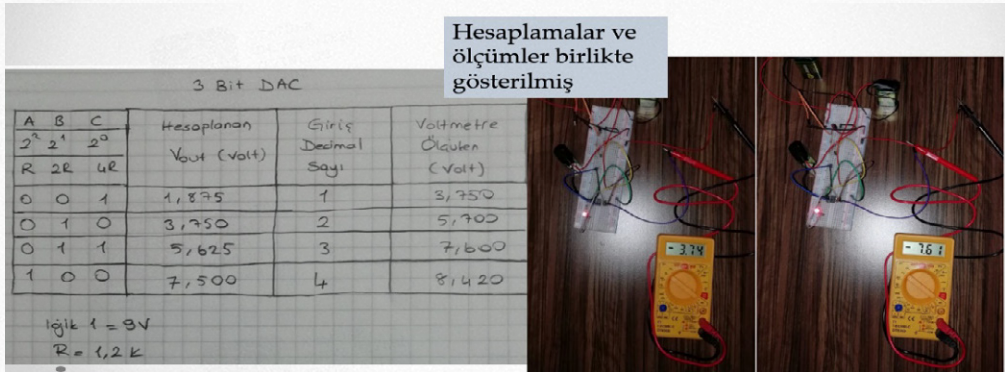 Hesaplamalar ve
ölçümler birlikte
gösterilmiş
3 Bit DAC
A B C Hesaplanan Giriş Voltmetre
2² 2¹ 2⁰ Vout (Volt) Decimal Ölçülen
R 2R 4R Sayı (Volt)
0 0 1 1,875 1 3,750
0 1 0 3,750 2 5,700
0 1 1 5,625 3 7,600
1 0 0 7,500 4 8,420
lojik 1 = 9V
R = 1,2 K
- 3.74
- 7.61